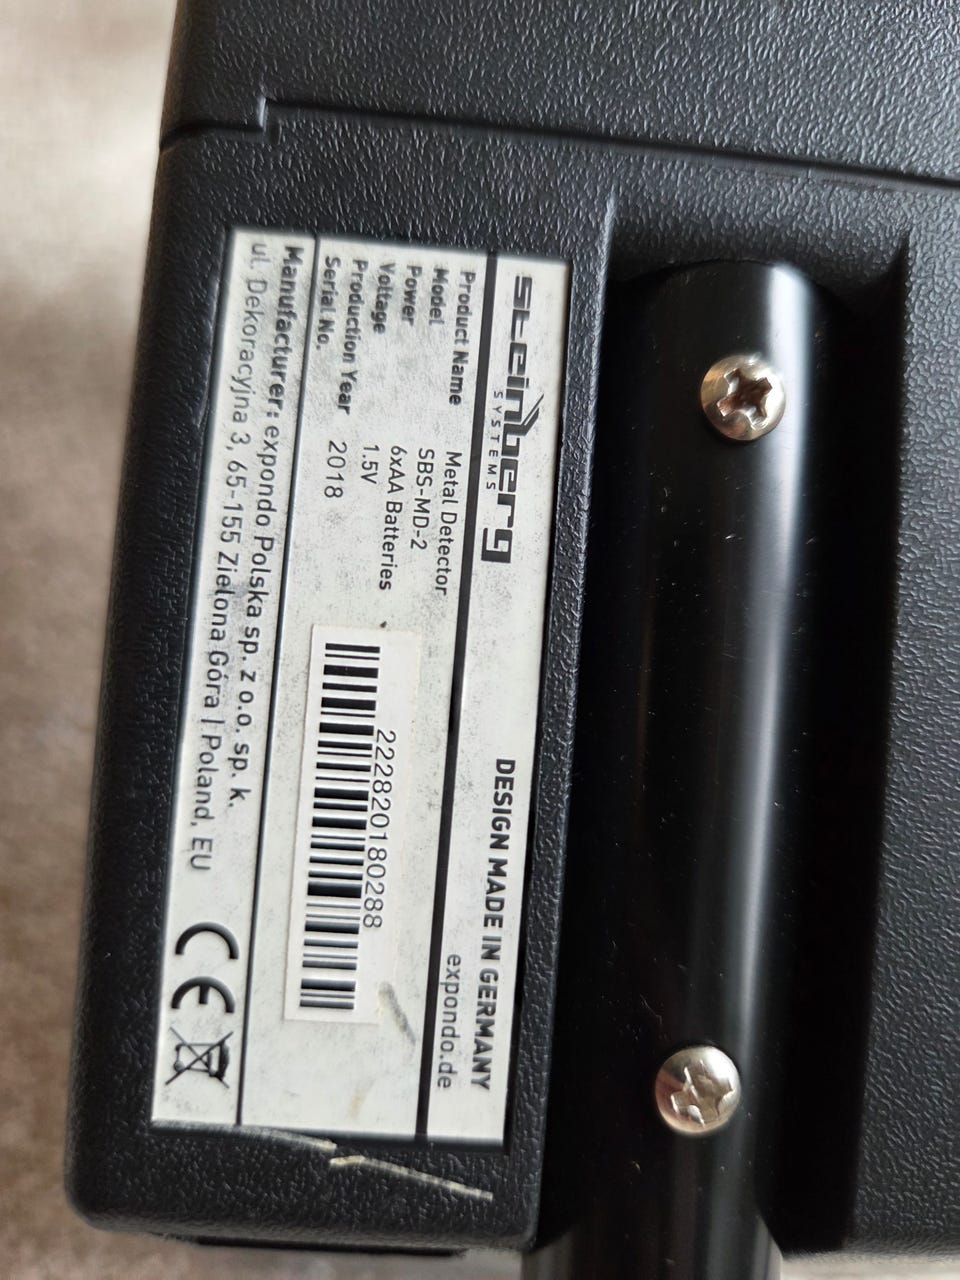 steinberg
SYSTEMS
DESIGN MADE IN GERMANY
expondo.de
Product Name Metal Detector
Model SBS-MD-2
Power 6xAA Batteries
Voltage 1.5V
Production Year 2018
Serial No.
222820180288
Manufacturer: expondo Polska sp. z o.o. sp. k.
ul. Dekoracyjna 3, 65-155 Zielona Góra | Poland, EU
CE